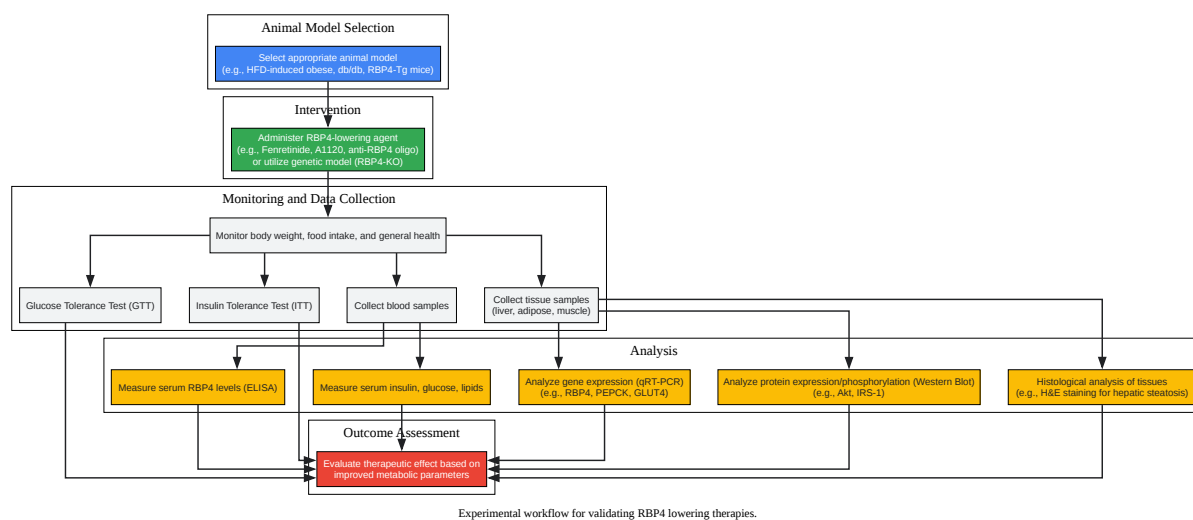 Animal Model Selection
Select appropriate animal model
(e.g., HFD-induced obese, db/db, RBP4-Tg mice)
Intervention
Administer RBP4-lowering agent
(e.g., Fenretinide, A1120, anti-RBP4 oligo)
or utilize genetic model (RBP4-KO)
Monitoring and Data Collection
Monitor body weight, food intake, and general health
Glucose Tolerance Test (GTT)
Insulin Tolerance Test (ITT)
Collect blood samples
Collect tissue samples
(liver, adipose, muscle)
Analysis
Measure serum RBP4 levels (ELISA)
Measure serum insulin, glucose, lipids
Analyze gene expression (qRT-PCR)
(e.g., RBP4, PEPCK, GLUT4)
Analyze protein expression/phosphorylation (Western Blot)
(e.g., Akt, IRS-1)
Histological analysis of tissues
(e.g., H&E staining for hepatic steatosis)
Outcome Assessment
Evaluate therapeutic effect based on
improved metabolic parameters
Experimental workflow for validating RBP4 lowering therapies.